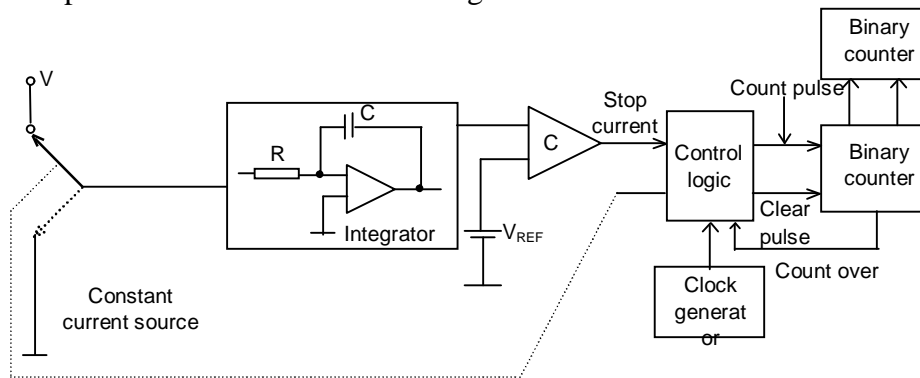 Binary
counter
V
Count pulse
Stop
current
C
R
C
Control
logic
Binary
counter
Integrator
V_REF
Clear
pulse
Count over
Constant
current source
Clock
generat
or